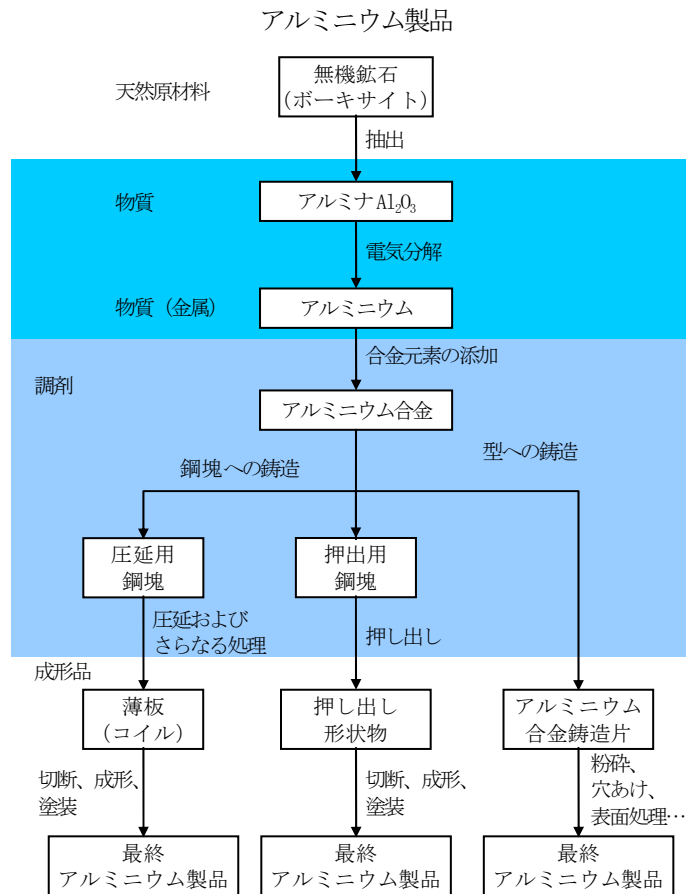 アルミニウム製品
天然原材料
無機鉱石
（ボーキサイト）
抽出
物質
アルミナ Al₂O₃
電気分解
物質（金属）
アルミニウム
合金元素の添加
調剤
アルミニウム合金
鋼塊への鋳造
型への鋳造
圧延用
鋼塊
押出用
鋼塊
圧延および
さらなる処理
押し出し
成形品
薄板
（コイル）
押し出し
形状物
アルミニウム
合金鋳造片
切断、成形、
塗装
切断、成形、
塗装
粉砕、
穴あけ、
表面処理…
最終
アルミニウム製品
最終
アルミニウム製品
最終
アルミニウム製品